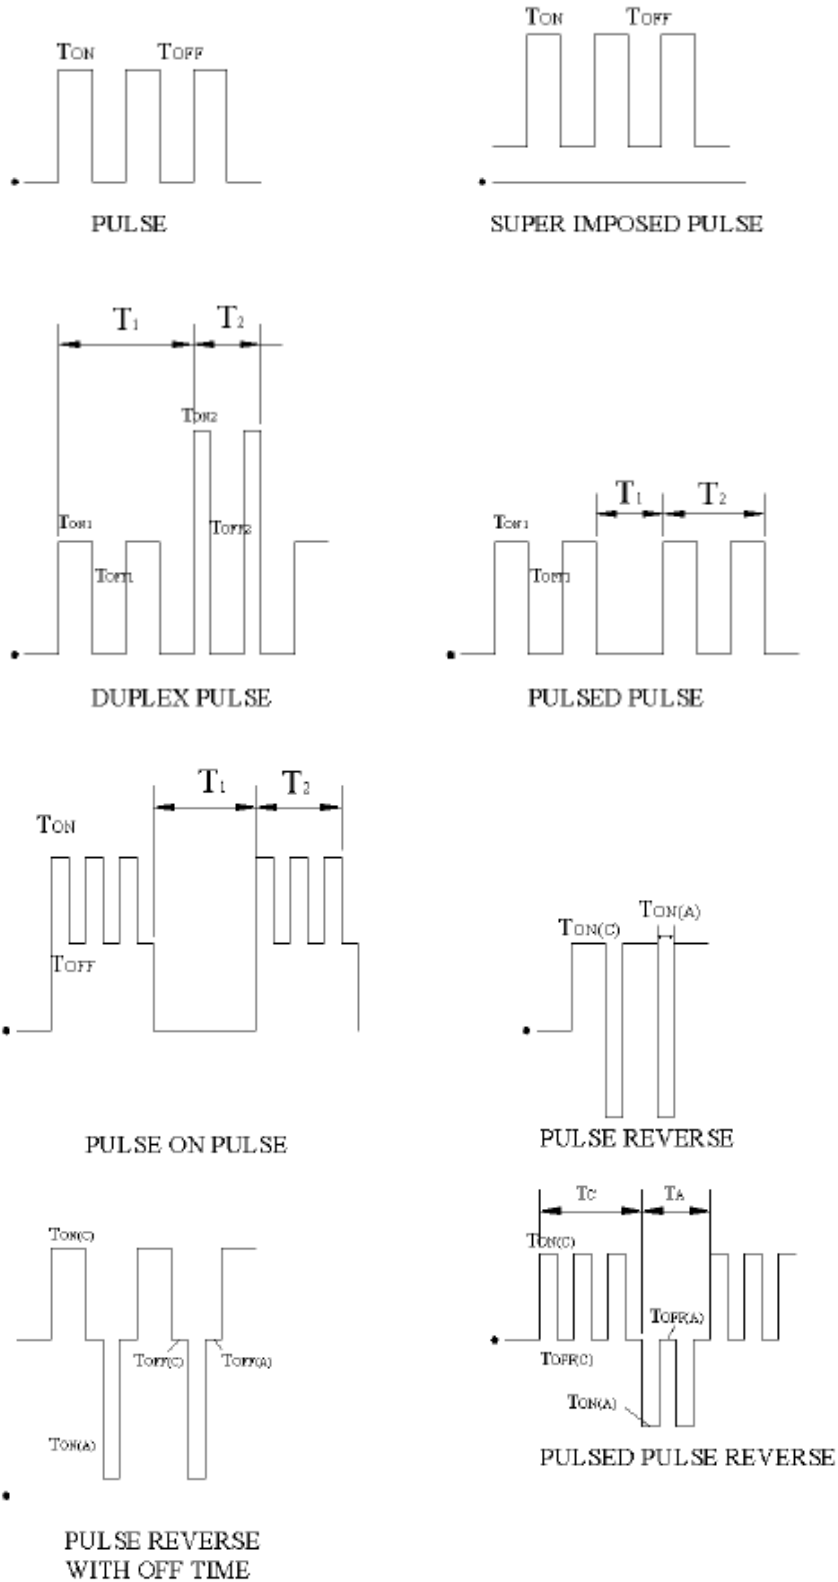 TON TOFF
PULSE
TON TOFF
SUPER IMPOSED PULSE
T1 T2
TON2
TON1
TOFF2
TOFF1
DUPLEX PULSE
T1 T2
TON1
TOFF1
PULSED PULSE
T1 T2
TON
TOFF
PULSE ON PULSE
TON(A)
TON(C)
PULSE REVERSE
TON(C)
TOFF(C) TOFF(A)
TON(A)
PULSE REVERSE
WITH OFF TIME
TC TA
TON(C)
TOFF(A)
TOFF(C)
TON(A)
PULSED PULSE REVERSE